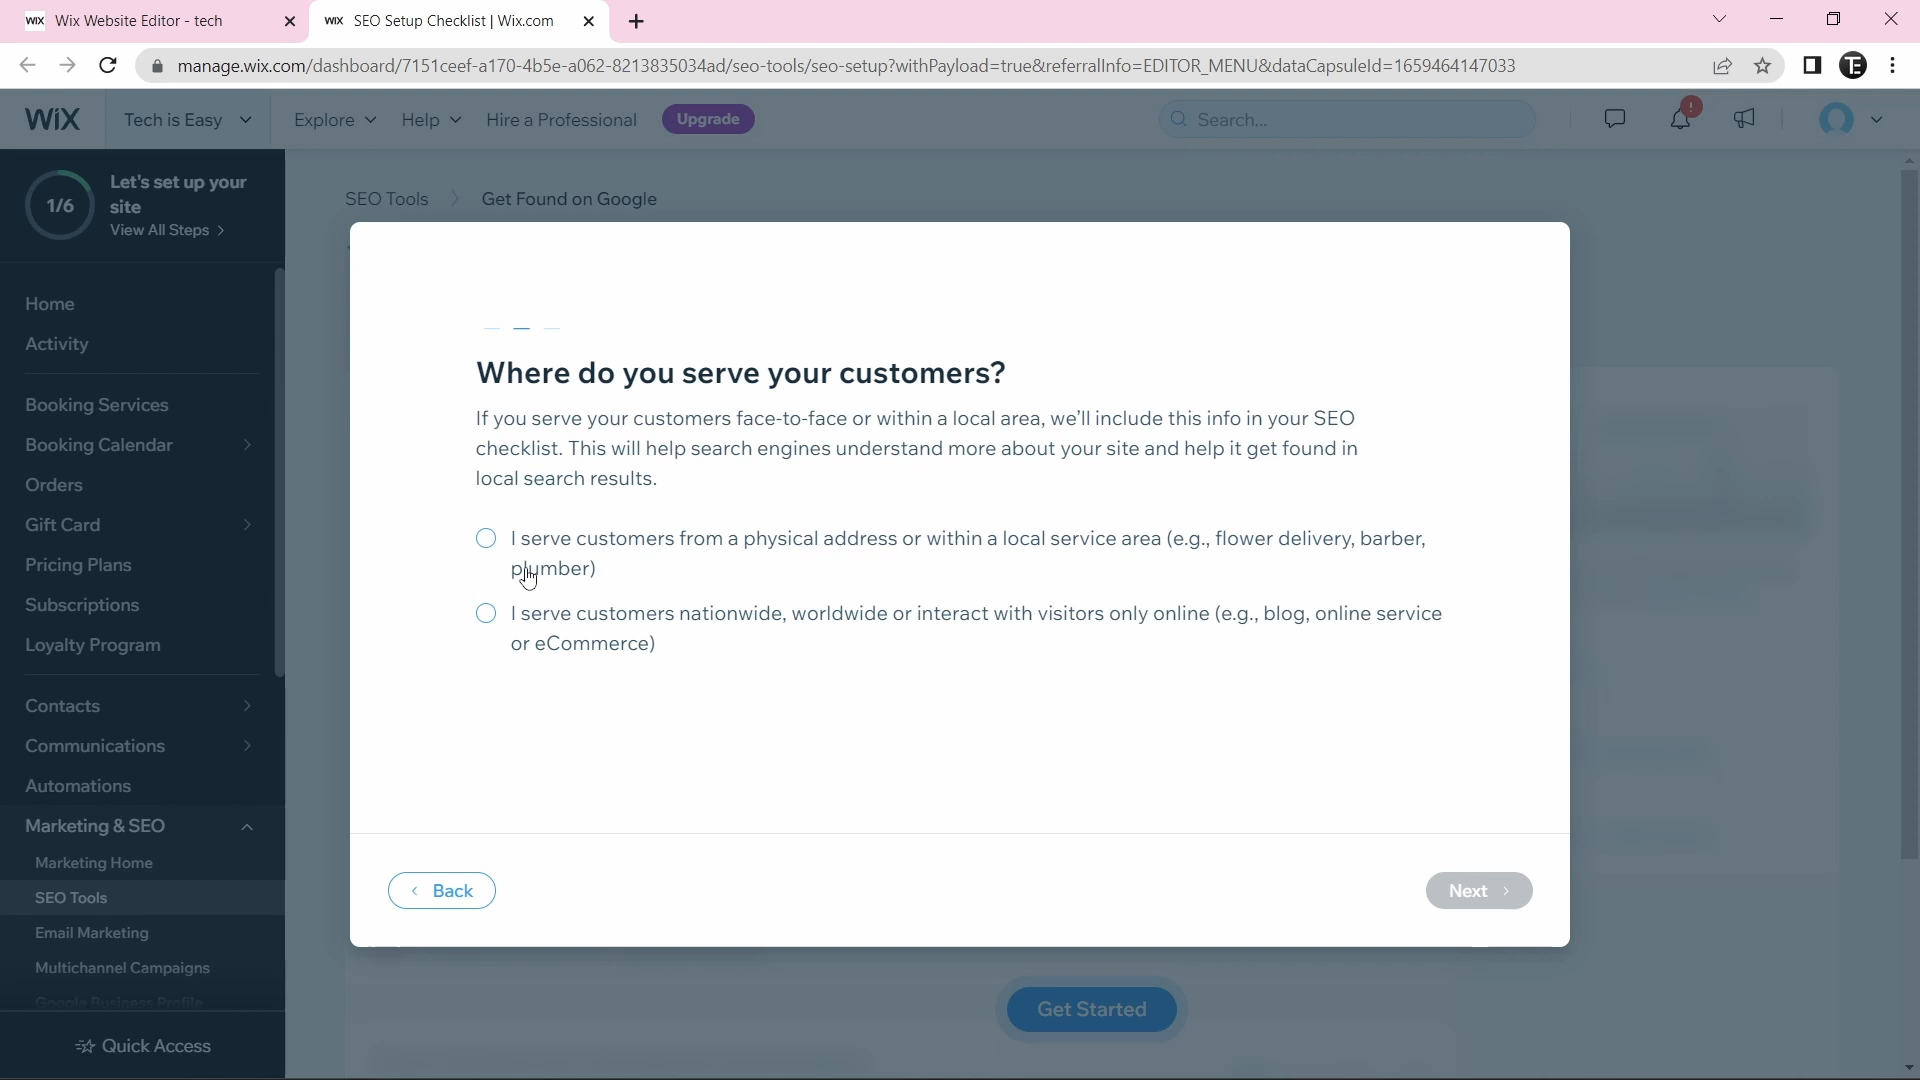 WIX Wix Website Editor - tech
WIX SEO Setup Checklist | Wix.com
manage.wix.com/dashboard/7151ceef-a170-4b5e-a062-8213835034ad/seo-tools/seo-setup?withPayload=true&referralInfo=EDITOR_MENU&dataCapsuleId=1659464147033
TE
WiX
Tech is Easy
Explore
Help
Hire a Professional
Upgrade
Search...
!
1/6
Let's set up your
site
View All Steps >
Home
Activity
Booking Services
Booking Calendar
Orders
Gift Card
Pricing Plans
Subscriptions
Loyalty Program
Contacts
Communications
Automations
Marketing & SEO
Marketing Home
SEO Tools
Email Marketing
Multichannel Campaigns
Google Business Profile
Quick Access
SEO Tools > Get Found on Google
Where do you serve your customers?
If you serve your customers face-to-face or within a local area, we'll include this info in your SEO
checklist. This will help search engines understand more about your site and help it get found in
local search results.
I serve customers from a physical address or within a local service area (e.g., flower delivery, barber,
plumber)
I serve customers nationwide, worldwide or interact with visitors only online (e.g., blog, online service
or eCommerce)
< Back
Next >
Get Started